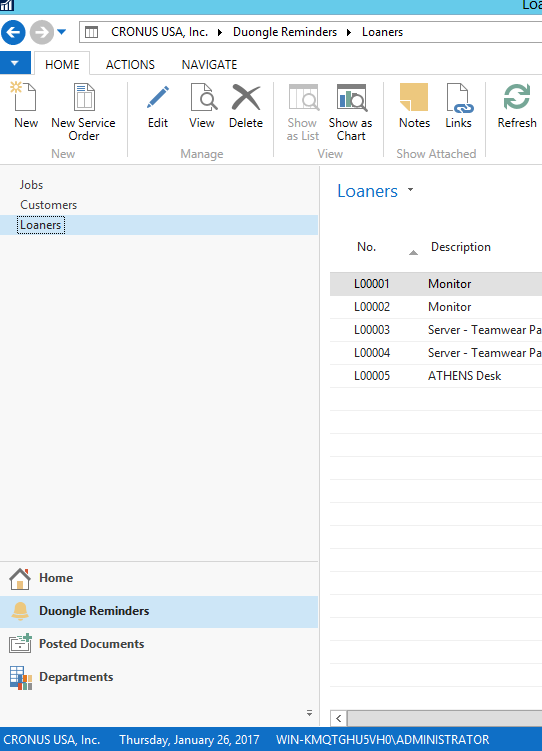 Loa
CRONUS USA, Inc. Duongle Reminders Loaners
HOME ACTIONS NAVIGATE
New
New Service
Order
Edit
View
Delete
Show
as List
Show as
Chart
Notes
Links
Refresh
New Manage View Show Attached
Jobs
Customers
Loaners
Loaners
No. Description
L00001 Monitor
L00002 Monitor
L00003 Server - Teamwear Pa
L00004 Server - Teamwear Pa
L00005 ATHENS Desk
Home
Duongle Reminders
Posted Documents
Departments
CRONUS USA, Inc. Thursday, January 26, 2017 WIN-KMQTGHU5VH0\ADMINISTRATOR